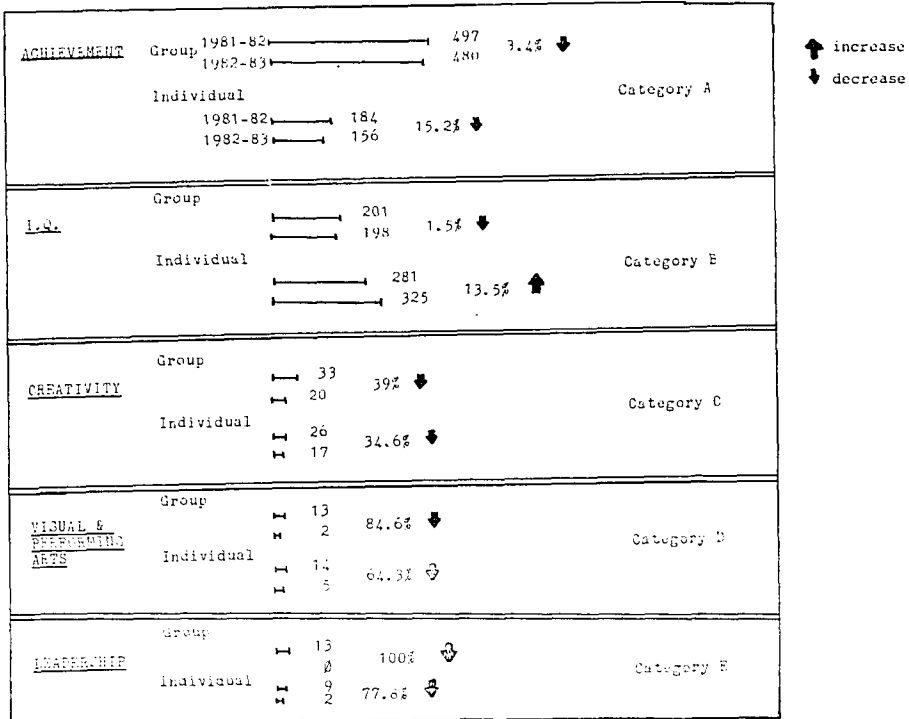 ACHIEVEMENT Group 1981-82 497
1982-83 480 3.4%
Individual
1981-82 184
1982-83 156 15.2%
Category A
increase
decrease
Group
I.Q. 201
198 1.5%
Individual
281
325 13.5%
Category B
Group
CREATIVITY 33
20 39%
Individual
26
17 34.6%
Category C
Group
VISUAL &
PERFORMING
ARTS
13
2 84.6%
Individual
14
5 64.3%
Category D
Group
LEADERSHIP 13
Ø 100%
Individual 9
2 77.8%
Category E